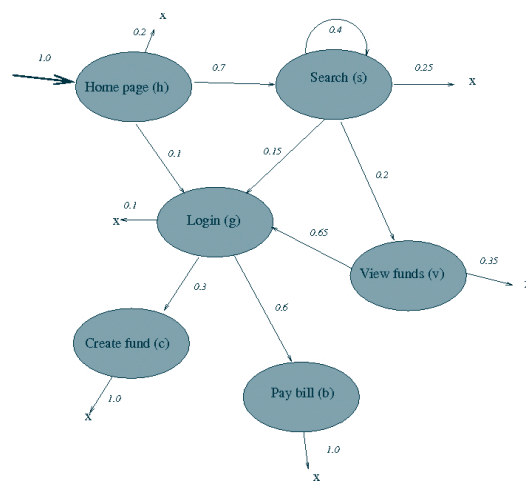 x
0.2
0.4
1.0
Home page (h)
0.7
Search (s)
0.25
x
0.1
0.15
0.2
0.1
x
Login (g)
0.65
View funds (v)
0.35
0.3
0.6
Create fund (c)
1.0
x
Pay bill (b)
1.0
x